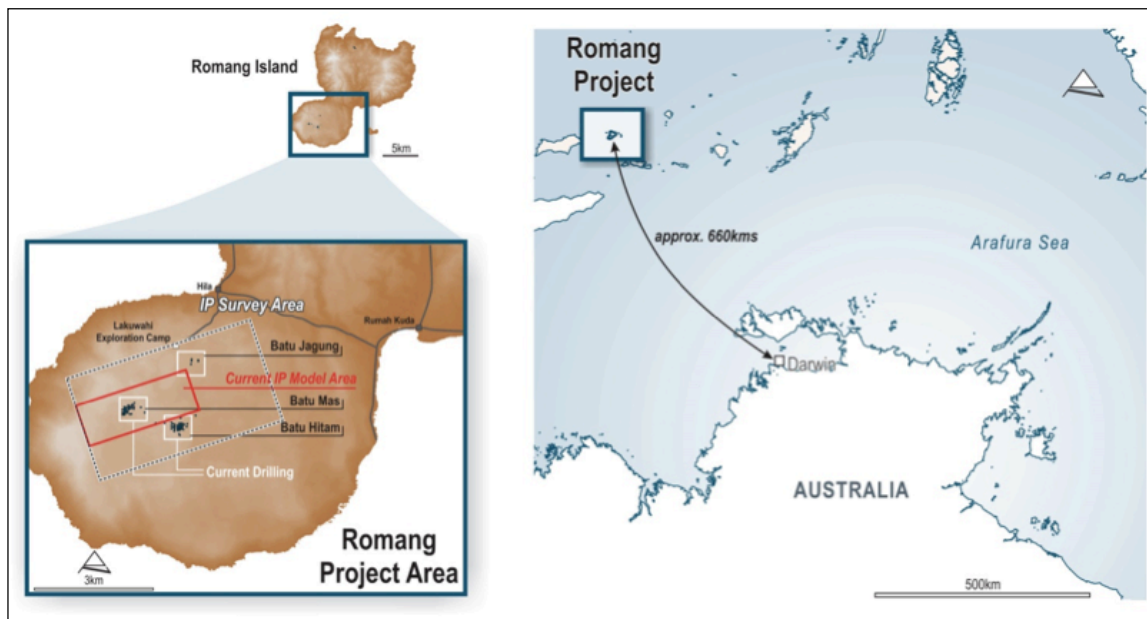 Romang Island
5km
Hila
IP Survey Area
Rumah Kuda
Lakuwahi
Exploration Camp
Batu Jagung
Current IP Model Area
Batu Mas
Batu Hitam
Current Drilling
Romang
Project Area
3km
Romang
Project
approx. 660kms
Arafura Sea
Darwin
AUSTRALIA
500km